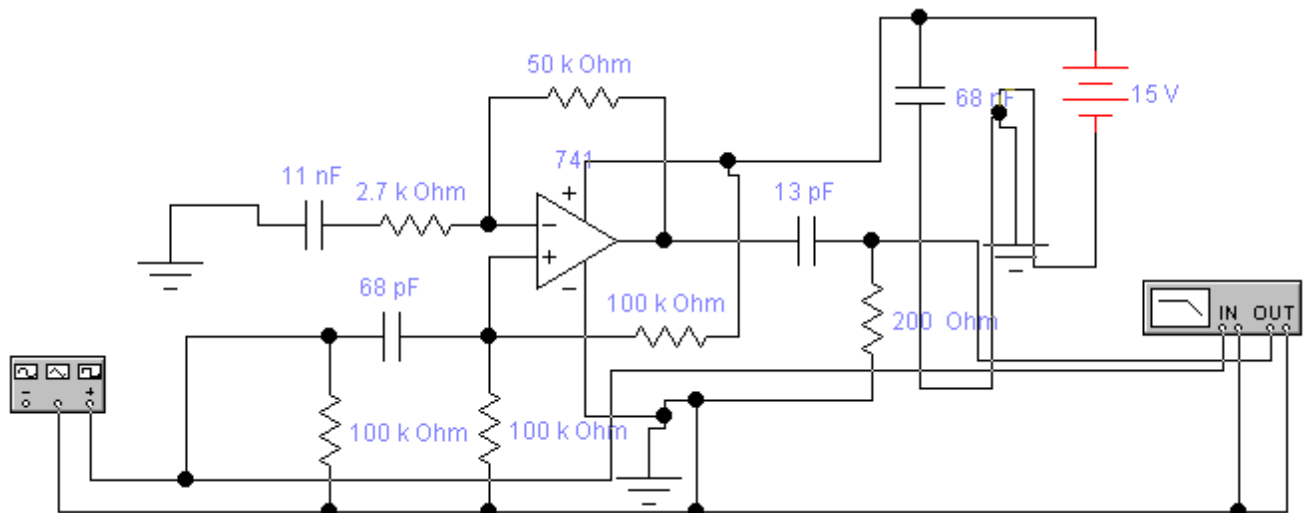 50 k Ohm
68 nF
15 V
741
11 nF
2.7 k Ohm
13 pF
+
−
+
68 pF
−
100 k Ohm
200 Ohm
IN OUT
− +
100 k Ohm
100 k Ohm